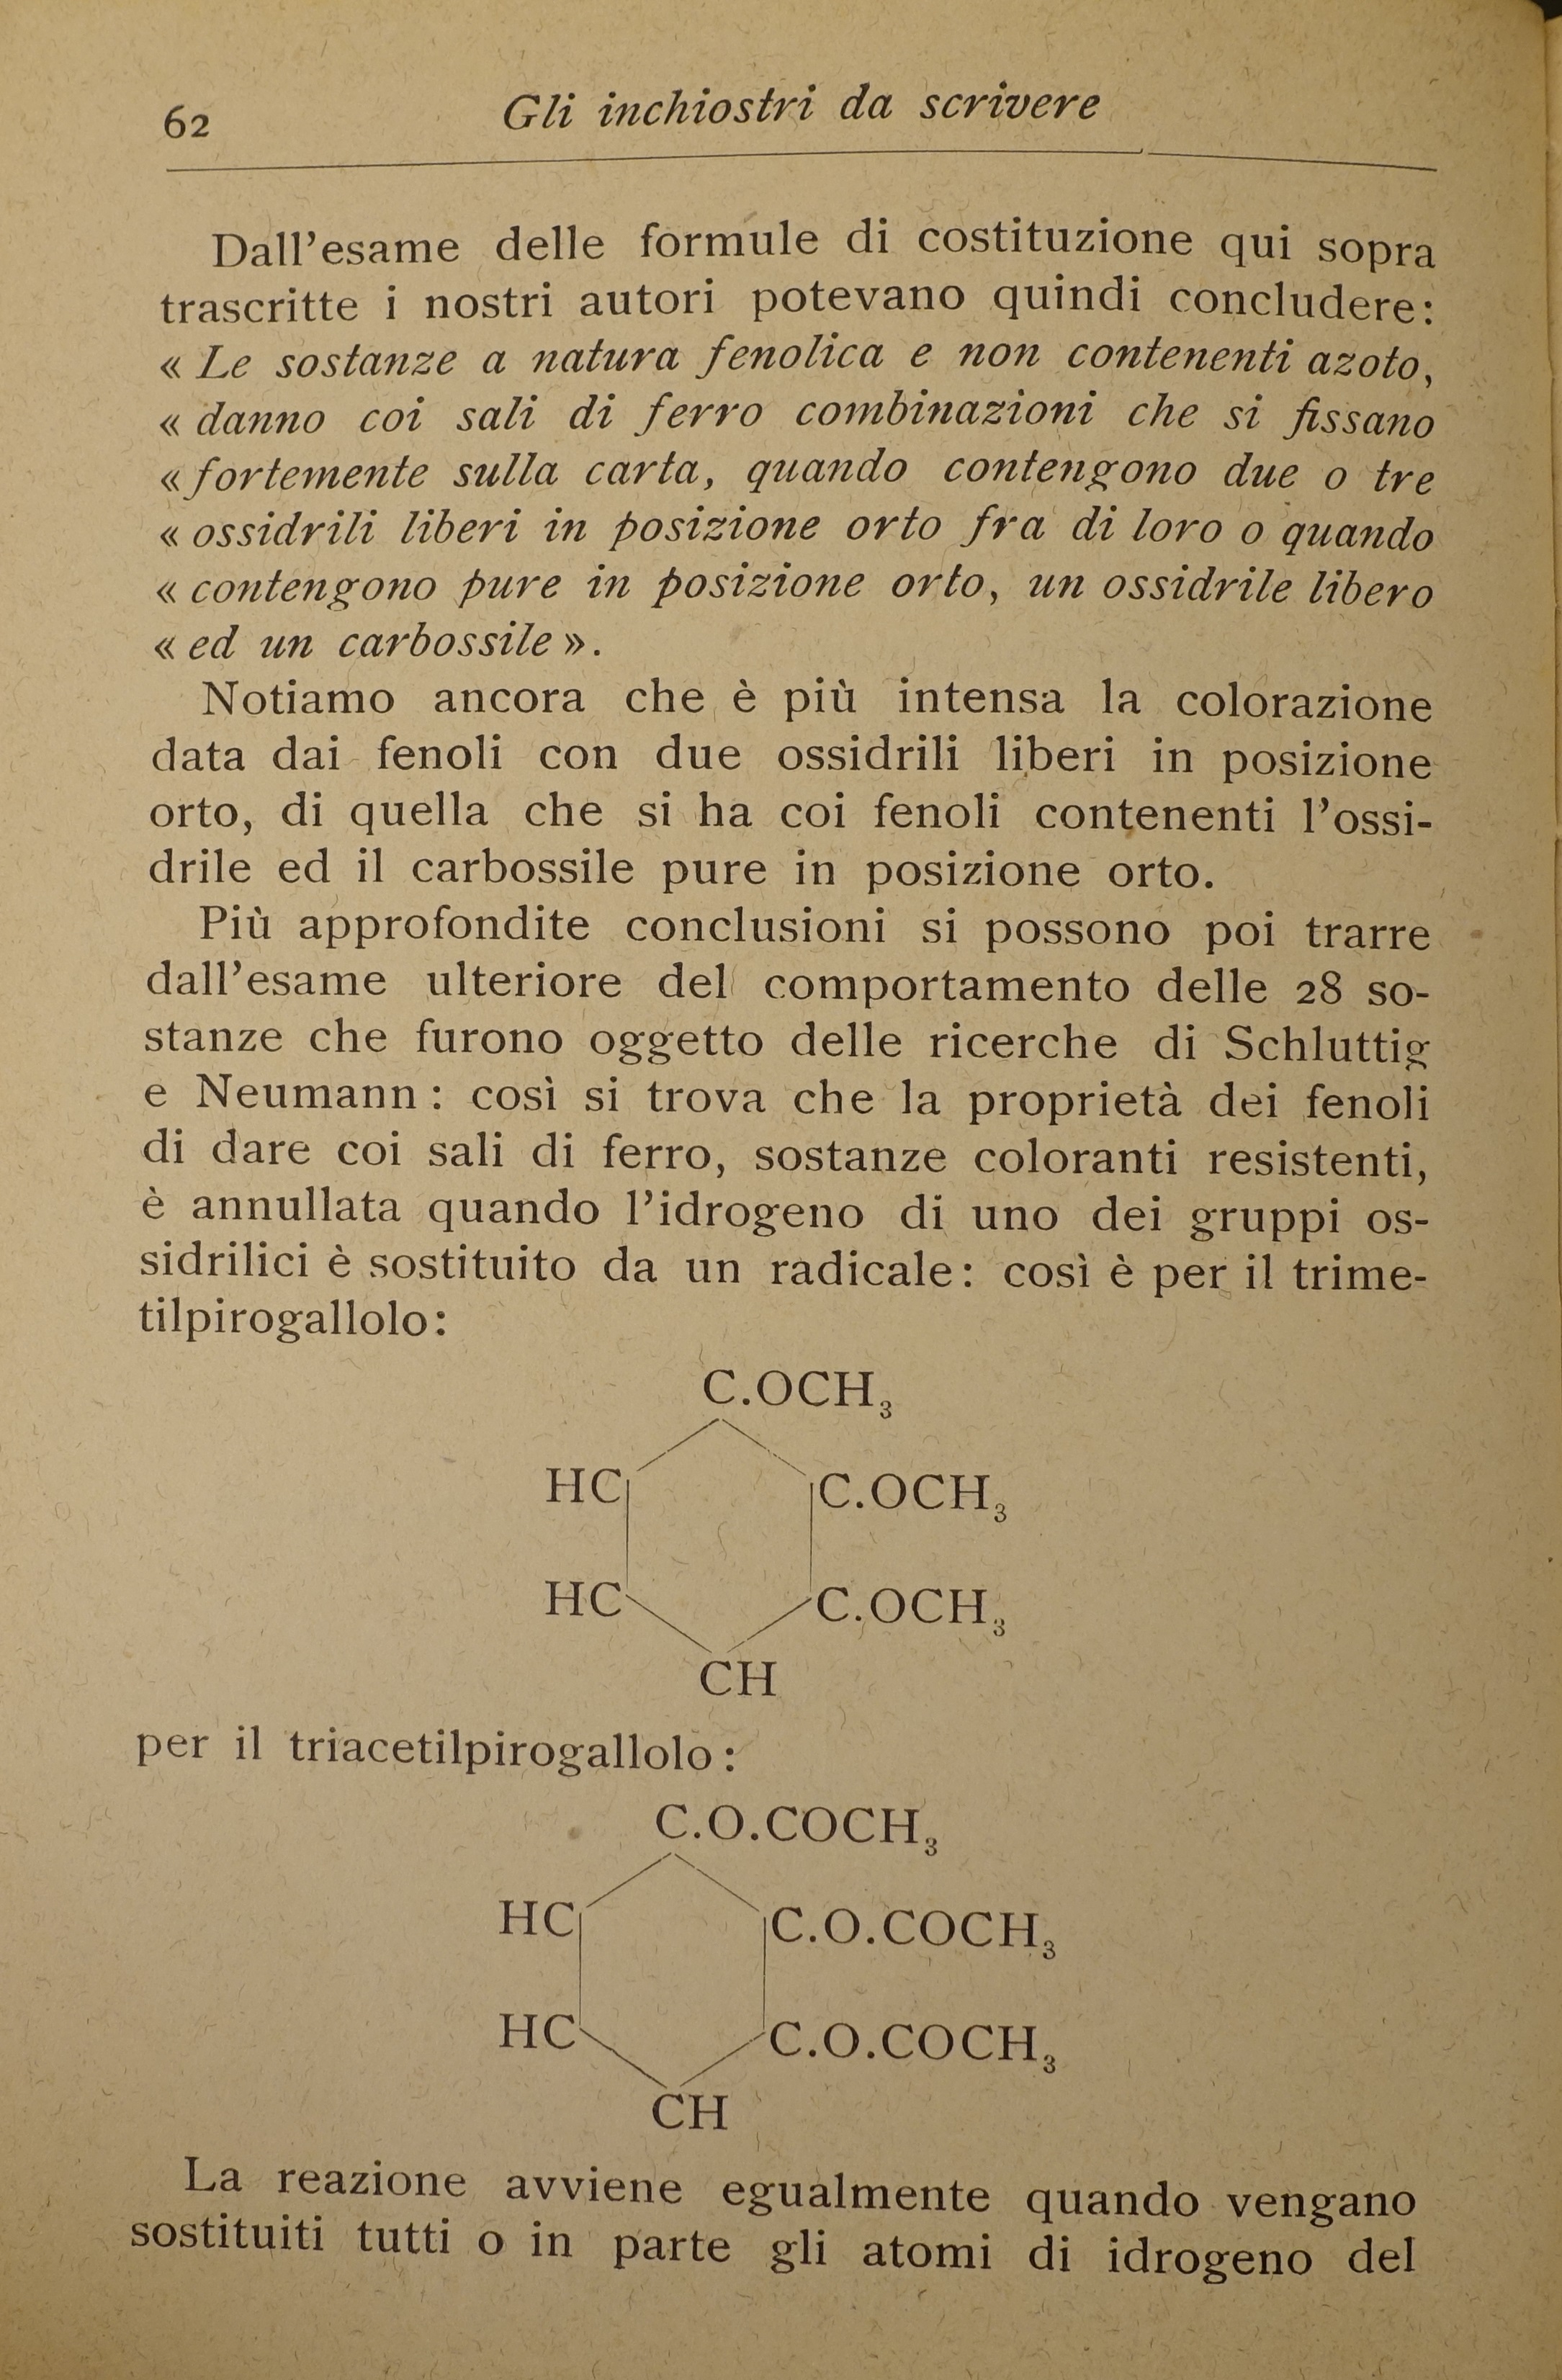 62
Gli inchiostri da scrivere
Dall'esame delle formule di costituzione qui sopra
trascritte i nostri autori potevano quindi concludere:
« Le sostanze a natura fenolica e non contenenti azoto,
« danno coi sali di ferro combinazioni che si fissano
« fortemente sulla carta, quando contengono due o tre
« ossidrili liberi in posizione orto fra di loro o quando
« contengono pure in posizione orto, un ossidrile libero
« ed un carbossile ».
Notiamo ancora che è più intensa la colorazione
data dai fenoli con due ossidrili liberi in posizione
orto, di quella che si ha coi fenoli contenenti l'ossi-
drile ed il carbossile pure in posizione orto.
Più approfondite conclusioni si possono poi trarre
dall'esame ulteriore del comportamento delle 28 so-
stanze che furono oggetto delle ricerche di Schluttig
e Neumann: così si trova che la proprietà dei fenoli
di dare coi sali di ferro, sostanze coloranti resistenti,
è annullata quando l'idrogeno di uno dei gruppi os-
sidrilici è sostituito da un radicale: così è per il trime-
tilpirogallolo:
C.OCH₃
HC C.OCH₃
HC C.OCH₃
CH
per il triacetilpirogallolo:
C.O.COCH₃
HC C.O.COCH₃
HC C.O.COCH₃
CH
La reazione avviene egualmente quando vengano
sostituiti tutti o in parte gli atomi di idrogeno del